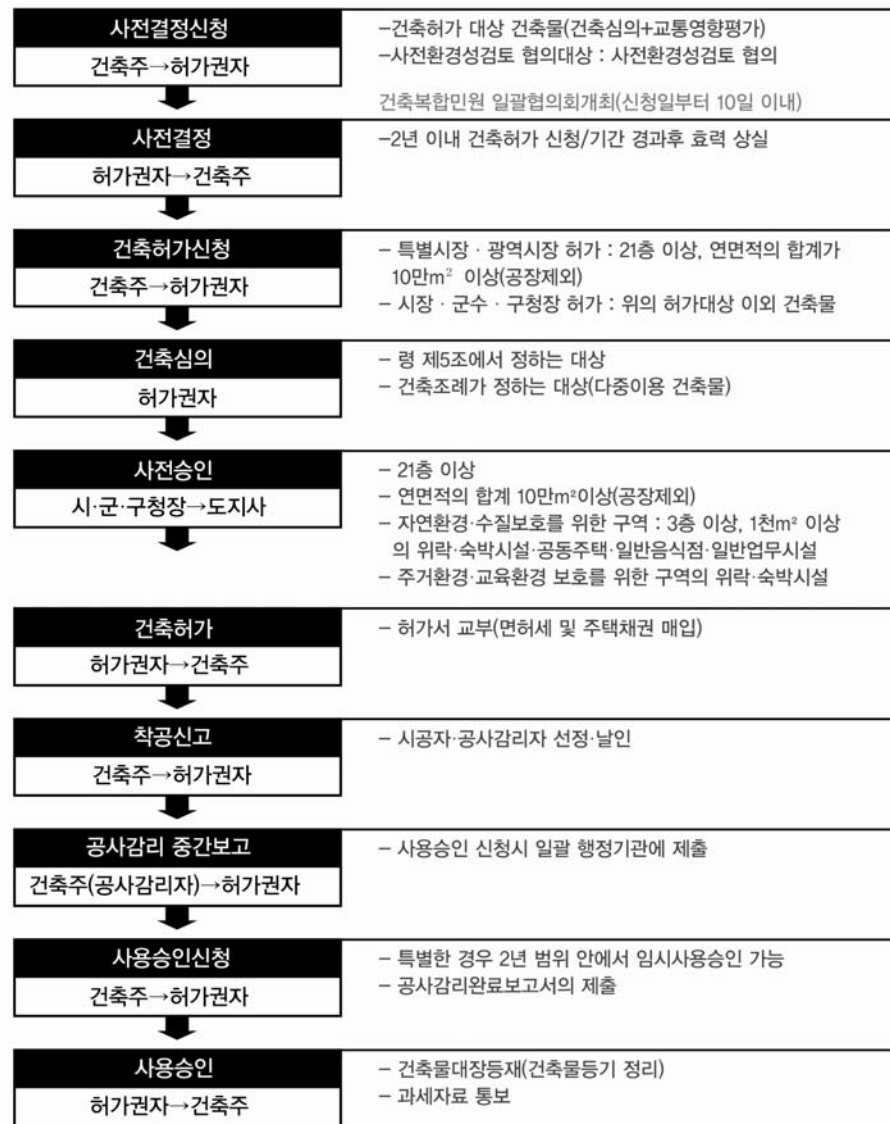 사전결정신청
건축주→허가권자
-건축허가 대상 건축물(건축심의+교통영향평가)
-사전환경성검토 협의대상 : 사전환경성검토 협의
건축복합민원 일괄협의회개최(신청일부터 10일 이내)
사전결정
허가권자→건축주
-2년 이내 건축허가 신청/기간 경과후 효력 상실
건축허가신청
건축주→허가권자
- 특별시장 · 광역시장 허가 : 21층 이상, 연면적의 합계가
10만m² 이상(공장제외)
- 시장 · 군수 · 구청장 허가 : 위의 허가대상 이외 건축물
건축심의
허가권자
- 령 제5조에서 정하는 대상
- 건축조례가 정하는 대상(다중이용 건축물)
사전승인
시·군·구청장→도지사
- 21층 이상
- 연면적의 합계 10만m²이상(공장제외)
- 자연환경·수질보호를 위한 구역 : 3층 이상, 1천m² 이상
의 위락·숙박시설·공동주택·일반음식점·일반업무시설
- 주거환경·교육환경 보호를 위한 구역의 위락·숙박시설
건축허가
허가권자→건축주
- 허가서 교부(면허세 및 주택채권 매입)
착공신고
건축주→허가권자
- 시공자·공사감리자 선정·날인
공사감리 중간보고
건축주(공사감리자)→허가권자
- 사용승인 신청시 일괄 행정기관에 제출
사용승인신청
건축주→허가권자
- 특별한 경우 2년 범위 안에서 임시사용승인 가능
- 공사감리완료보고서의 제출
사용승인
허가권자→건축주
- 건축물대장등재(건축물등기 정리)
- 과세자료 통보